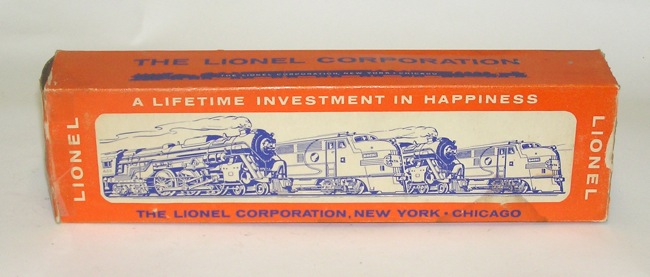 THE LIONEL CORPORATION
THE LIONEL CORPORATION, NEW YORK • CHICAGO
A LIFETIME INVESTMENT IN HAPPINESS
LIONEL
LIONEL
THE LIONEL CORPORATION, NEW YORK • CHICAGO